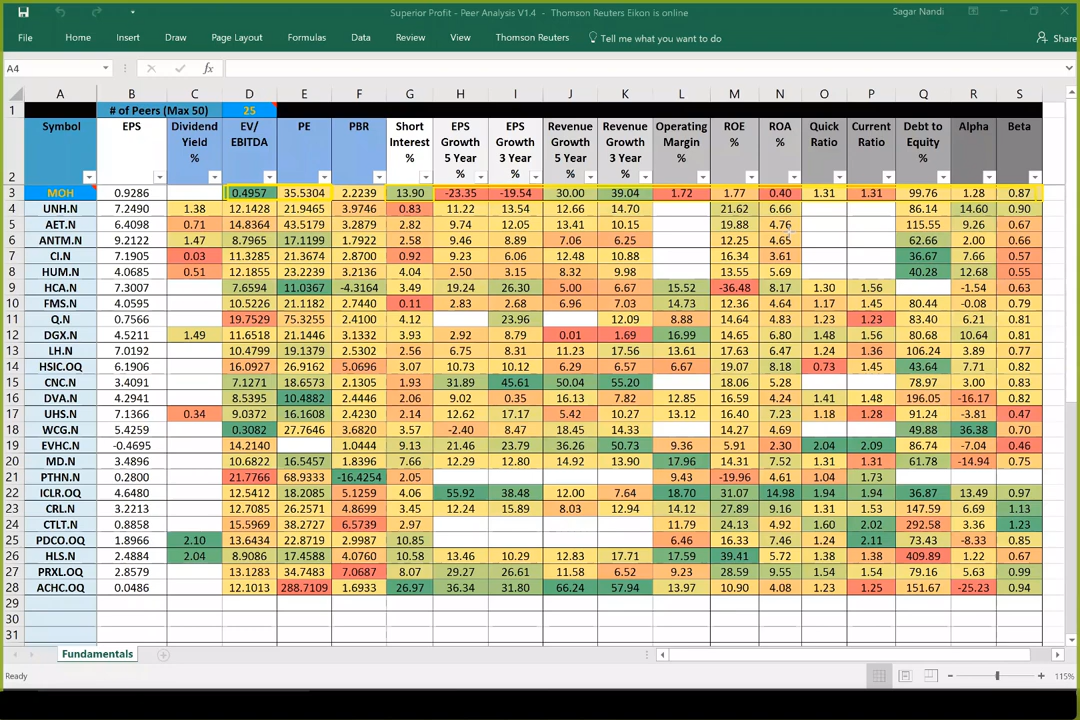 Superior Profit - Peer Analysis V1.4 - Thomson Reuters Eikon is online Sagar Nandi
File Home Insert Draw Page Layout Formulas Data Review View Thomson Reuters Tell me what you want to do Share
A4 fx
A B C D E F G H I J K L M N O P Q R S
1 # of Peers (Max 50) 25
2 Symbol EPS Dividend Yield % EV/ EBITDA PE PBR Short Interest % EPS Growth 5 Year % EPS Growth 3 Year % Revenue Growth 5 Year % Revenue Growth 3 Year % Operating Margin % ROE % ROA % Quick Ratio Current Ratio Debt to Equity % Alpha Beta
3 MOH 0.9286 0.4957 35.5304 2.2239 13.90 -23.35 -19.54 30.00 39.04 1.72 1.77 0.40 1.31 1.31 99.76 1.28 0.87
4 UNH.N 7.2490 1.38 12.1428 21.9465 3.9746 0.83 11.22 13.54 12.66 14.70 21.62 6.66 86.14 14.60 0.90
5 AET.N 6.4098 0.71 14.8364 43.5179 3.2879 2.82 9.74 12.05 13.41 10.15 19.88 4.76 115.55 9.26 0.67
6 ANTM.N 9.2122 1.47 8.7965 17.1199 1.7922 2.58 9.46 8.89 7.06 6.25 12.25 4.65 62.66 2.00 0.66
7 CI.N 7.1905 0.03 11.3285 21.3674 2.8700 0.92 9.23 6.06 12.48 10.88 16.34 3.61 36.67 7.66 0.57
8 HUM.N 4.0685 0.51 12.1855 23.2239 3.2136 4.04 2.50 3.15 8.32 9.98 13.55 5.69 40.28 12.68 0.55
9 HCA.N 7.3007 7.6594 11.0367 -4.3164 3.49 19.24 26.30 5.00 6.67 15.52 -36.48 8.17 1.30 1.56 -1.54 0.63
10 FMS.N 4.0595 10.5226 21.1182 2.7440 0.11 2.83 2.68 6.96 7.03 14.73 12.36 4.64 1.17 1.45 80.44 -0.08 0.79
11 Q.N 0.7566 19.7529 75.3255 2.4100 4.12 23.96 12.09 8.88 14.64 4.83 1.23 1.23 83.40 6.21 0.81
12 DGX.N 4.5211 1.49 11.6518 21.1446 3.1332 3.93 2.92 8.79 0.01 1.69 16.99 14.65 6.80 1.48 1.56 80.68 10.64 0.81
13 LH.N 7.0192 10.4799 19.1379 2.5302 2.56 6.75 8.31 11.23 17.56 13.61 17.63 6.47 1.24 1.36 106.24 3.89 0.77
14 HSIC.OQ 6.1906 16.0927 26.9162 5.0696 3.07 10.73 10.12 6.29 6.57 6.67 19.07 8.18 0.73 1.45 43.64 7.71 0.82
15 CNC.N 3.4091 7.1271 18.6573 2.1305 1.93 31.89 45.61 50.04 55.20 18.06 5.28 78.97 3.00 0.83
16 DVA.N 4.2941 8.5395 10.4882 2.4446 2.06 9.02 0.35 16.13 7.82 12.85 16.59 4.24 1.41 1.48 196.05 -16.17 0.82
17 UHS.N 7.1366 0.34 9.0372 16.1608 2.4230 2.14 12.62 17.17 5.42 10.27 13.12 16.40 7.23 1.18 1.28 91.24 -3.81 0.47
18 WCG.N 5.4259 0.3082 27.7646 3.6820 3.57 -2.40 8.47 18.45 14.33 14.27 4.69 49.88 36.38 0.70
19 EVHC.N -0.4695 14.2140 1.0444 9.13 21.46 23.79 36.26 50.73 9.36 5.91 2.30 2.04 2.09 86.74 -7.04 0.46
20 MD.N 3.4896 10.6822 16.5457 1.8396 7.66 12.29 12.80 14.92 13.90 17.96 14.31 7.52 1.31 1.31 61.78 -14.94 0.75
21 PTHN.N 0.2800 21.7766 68.9333 -16.4254 2.05 9.43 -19.96 4.61 1.04 1.73
22 ICLR.OQ 4.6480 12.5412 18.2085 5.1259 4.06 55.92 38.48 12.00 7.64 18.70 31.07 14.98 1.94 1.94 36.87 13.49 0.97
23 CRL.N 3.2213 12.7085 26.2571 4.8699 3.45 12.24 15.89 8.03 12.94 14.12 27.89 9.16 1.31 1.53 147.59 6.69 1.13
24 CTLT.N 0.8858 15.5969 38.2727 6.5739 2.97 11.79 24.13 4.92 1.60 2.02 292.58 3.36 1.23
25 PDCO.OQ 1.8966 2.10 13.6434 22.8719 2.9987 10.85 6.46 16.33 7.46 1.24 2.11 73.43 -8.33 0.85
26 HLS.N 2.4884 2.04 8.9086 17.4588 4.0760 10.58 13.46 10.29 12.83 17.71 17.59 39.41 5.72 1.38 1.38 409.89 1.22 0.67
27 PRXL.OQ 2.8579 13.1283 34.7483 7.0687 8.07 29.27 26.61 11.58 6.52 9.23 28.59 9.55 1.54 1.54 79.16 5.63 0.99
28 ACHC.OQ 0.0486 12.1013 288.7109 1.6933 26.97 36.34 31.80 66.24 57.94 13.97 10.90 4.08 1.23 1.25 151.67 -25.23 0.94
29
30
31
Fundamentals
Ready 115%